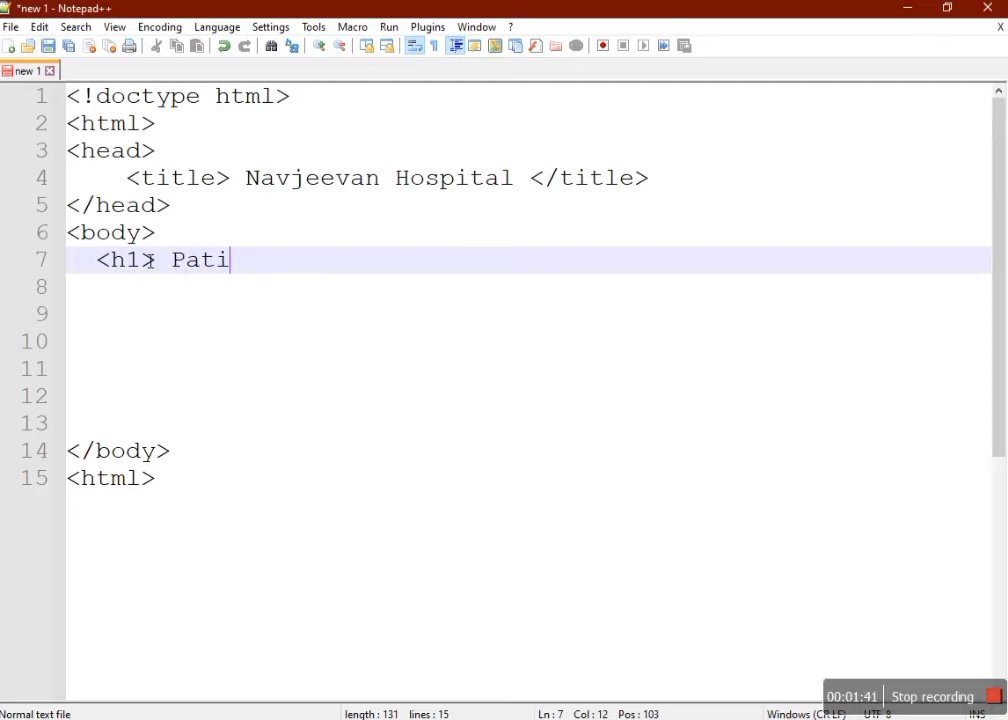 *new 1 - Notepad++
File Edit Search View Encoding Language Settings Tools Macro Run Plugins Window ? X
new 1
1 <!doctype html>
2 <html>
3 <head>
4 <title> Navjeevan Hospital </title>
5 </head>
6 <body>
7 <h1> Pati
8
9
10
11
12
13
14 </body>
15 <html>
00:01:41 Stop recording
Normal text file length : 131 lines : 15 Ln : 7 Col : 12 Pos : 103 Windows (CR LF) UTF-8 INS